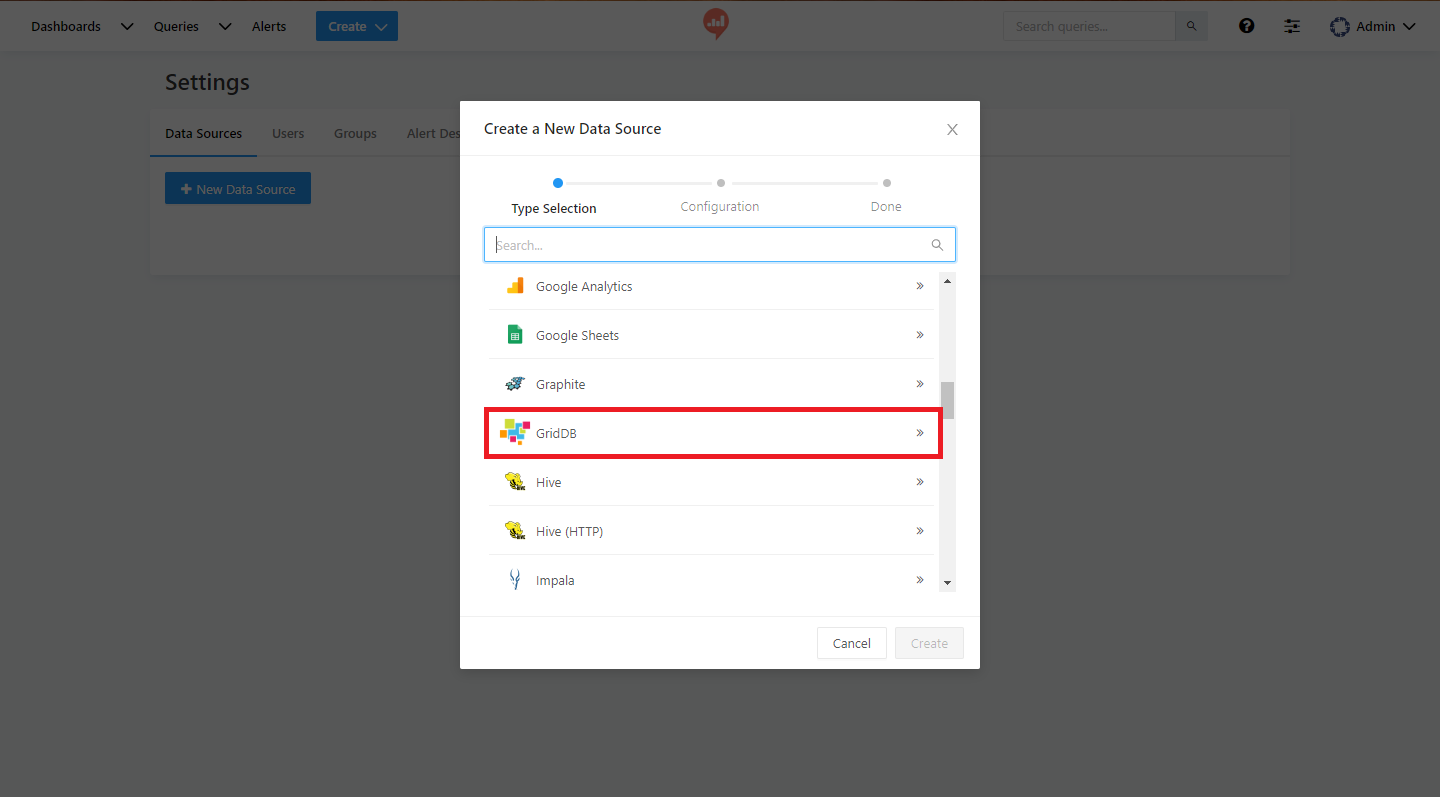 Dashboards Queries Alerts Create Search queries... Admin
Settings
Data Sources Users Groups Alert Des
New Data Source
Create a New Data Source
Type Selection Configuration Done
Search...
Google Analytics
Google Sheets
Graphite
GridDB
Hive
Hive (HTTP)
Impala
Cancel Create